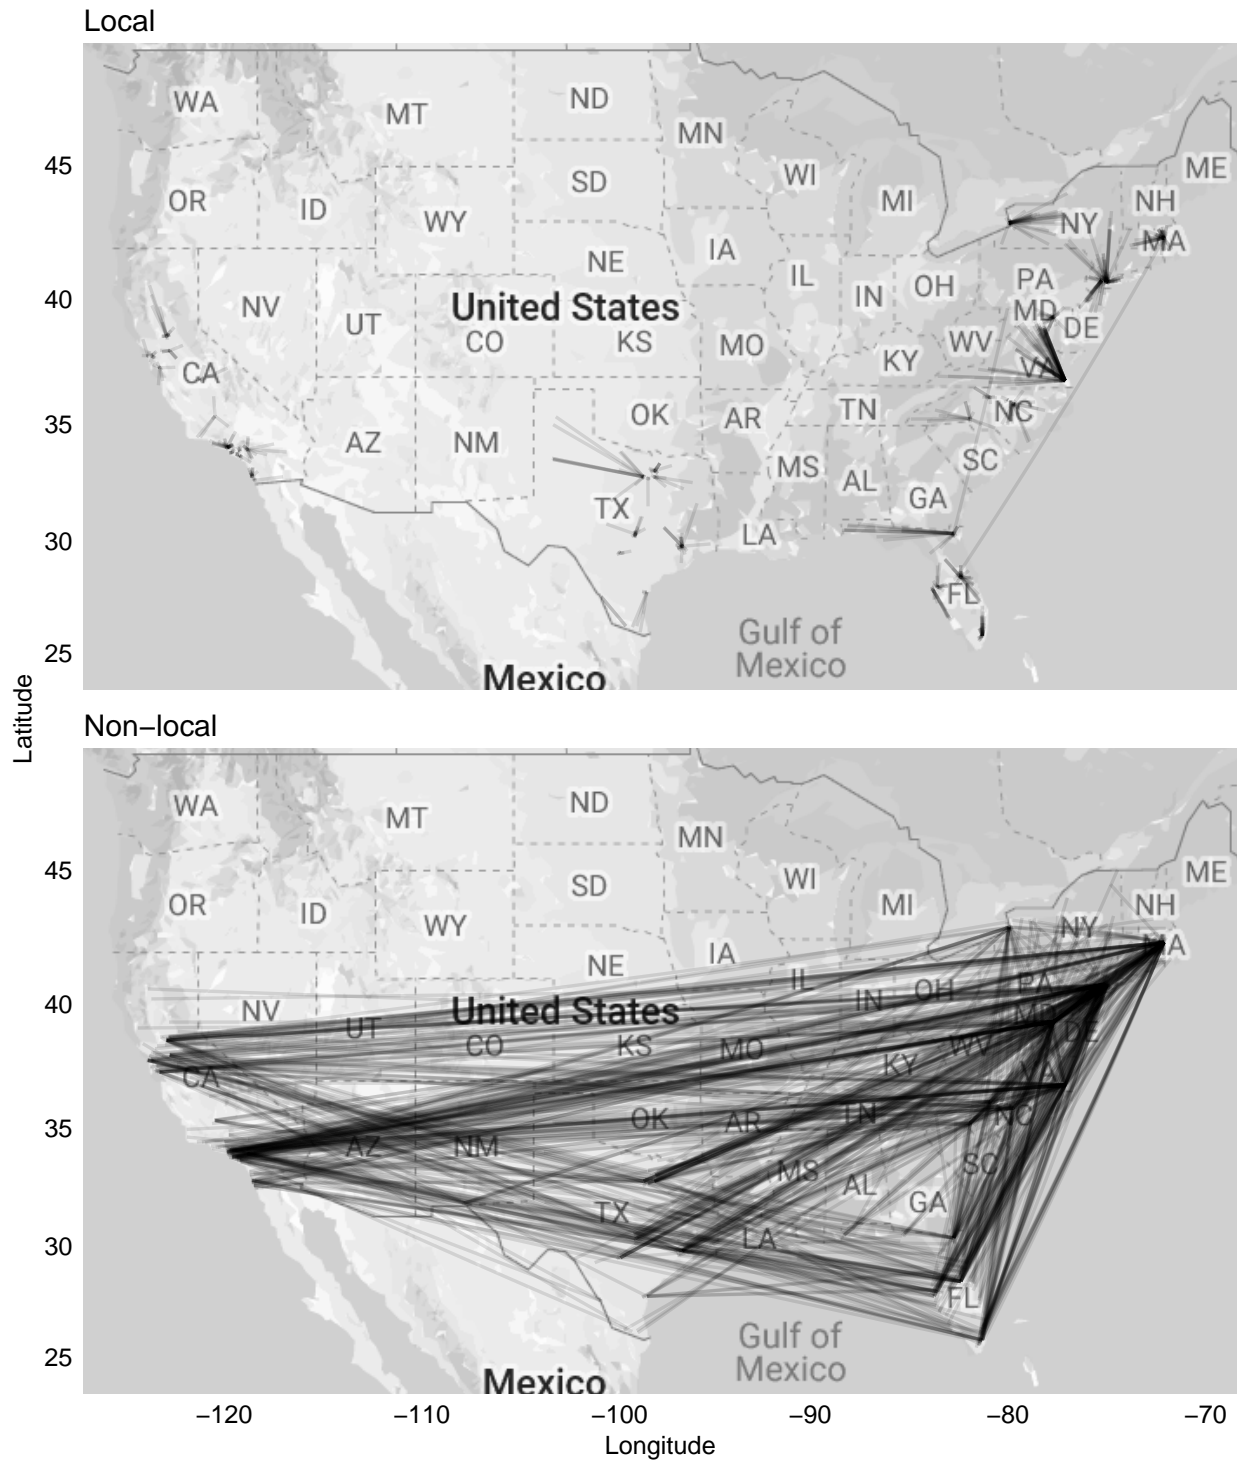 Local
WA
MT
ND
MN
OR
ID
SD
WI
MI
ME
NH
WY
NY
MA
IA
NE
IL
IN
OH
PA
NV
United States
MD
UT
CO
KS
MO
WV
DE
KY
VA
CA
OK
AR
TN
NC
AZ
NM
MS
SC
AL
GA
TX
LA
FL
Gulf of
Mexico
Mexico
45
40
35
30
25
Latitude
Non−local
WA
MT
ND
MN
OR
ID
SD
WI
MI
ME
NH
WY
NY
MA
IA
NE
IL
IN
OH
PA
NV
United States
MD
UT
CO
KS
MO
WV
DE
KY
VA
CA
OK
AR
TN
NC
AZ
NM
MS
SC
AL
GA
TX
LA
FL
Gulf of
Mexico
Mexico
45
40
35
30
25
−120
−110
−100
−90
−80
−70
Longitude